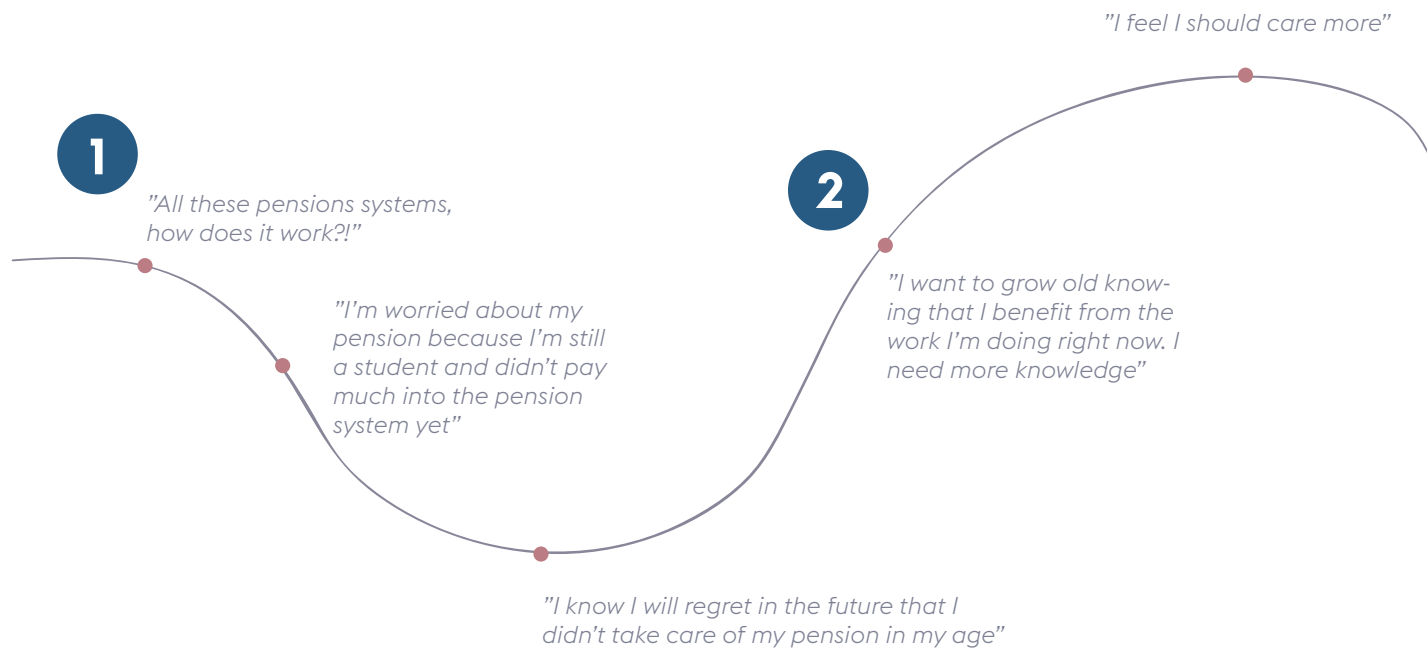 1
”All these pensions systems,
how does it work?!”
”I’m worried about my
pension because I’m still
a student and didn’t pay
much into the pension
system yet”
”I know I will regret in the future that I
didn’t take care of my pension in my age”
2
”I want to grow old know-
ing that I benefit from the
work I’m doing right now. I
need more knowledge”
”I feel I should care more”